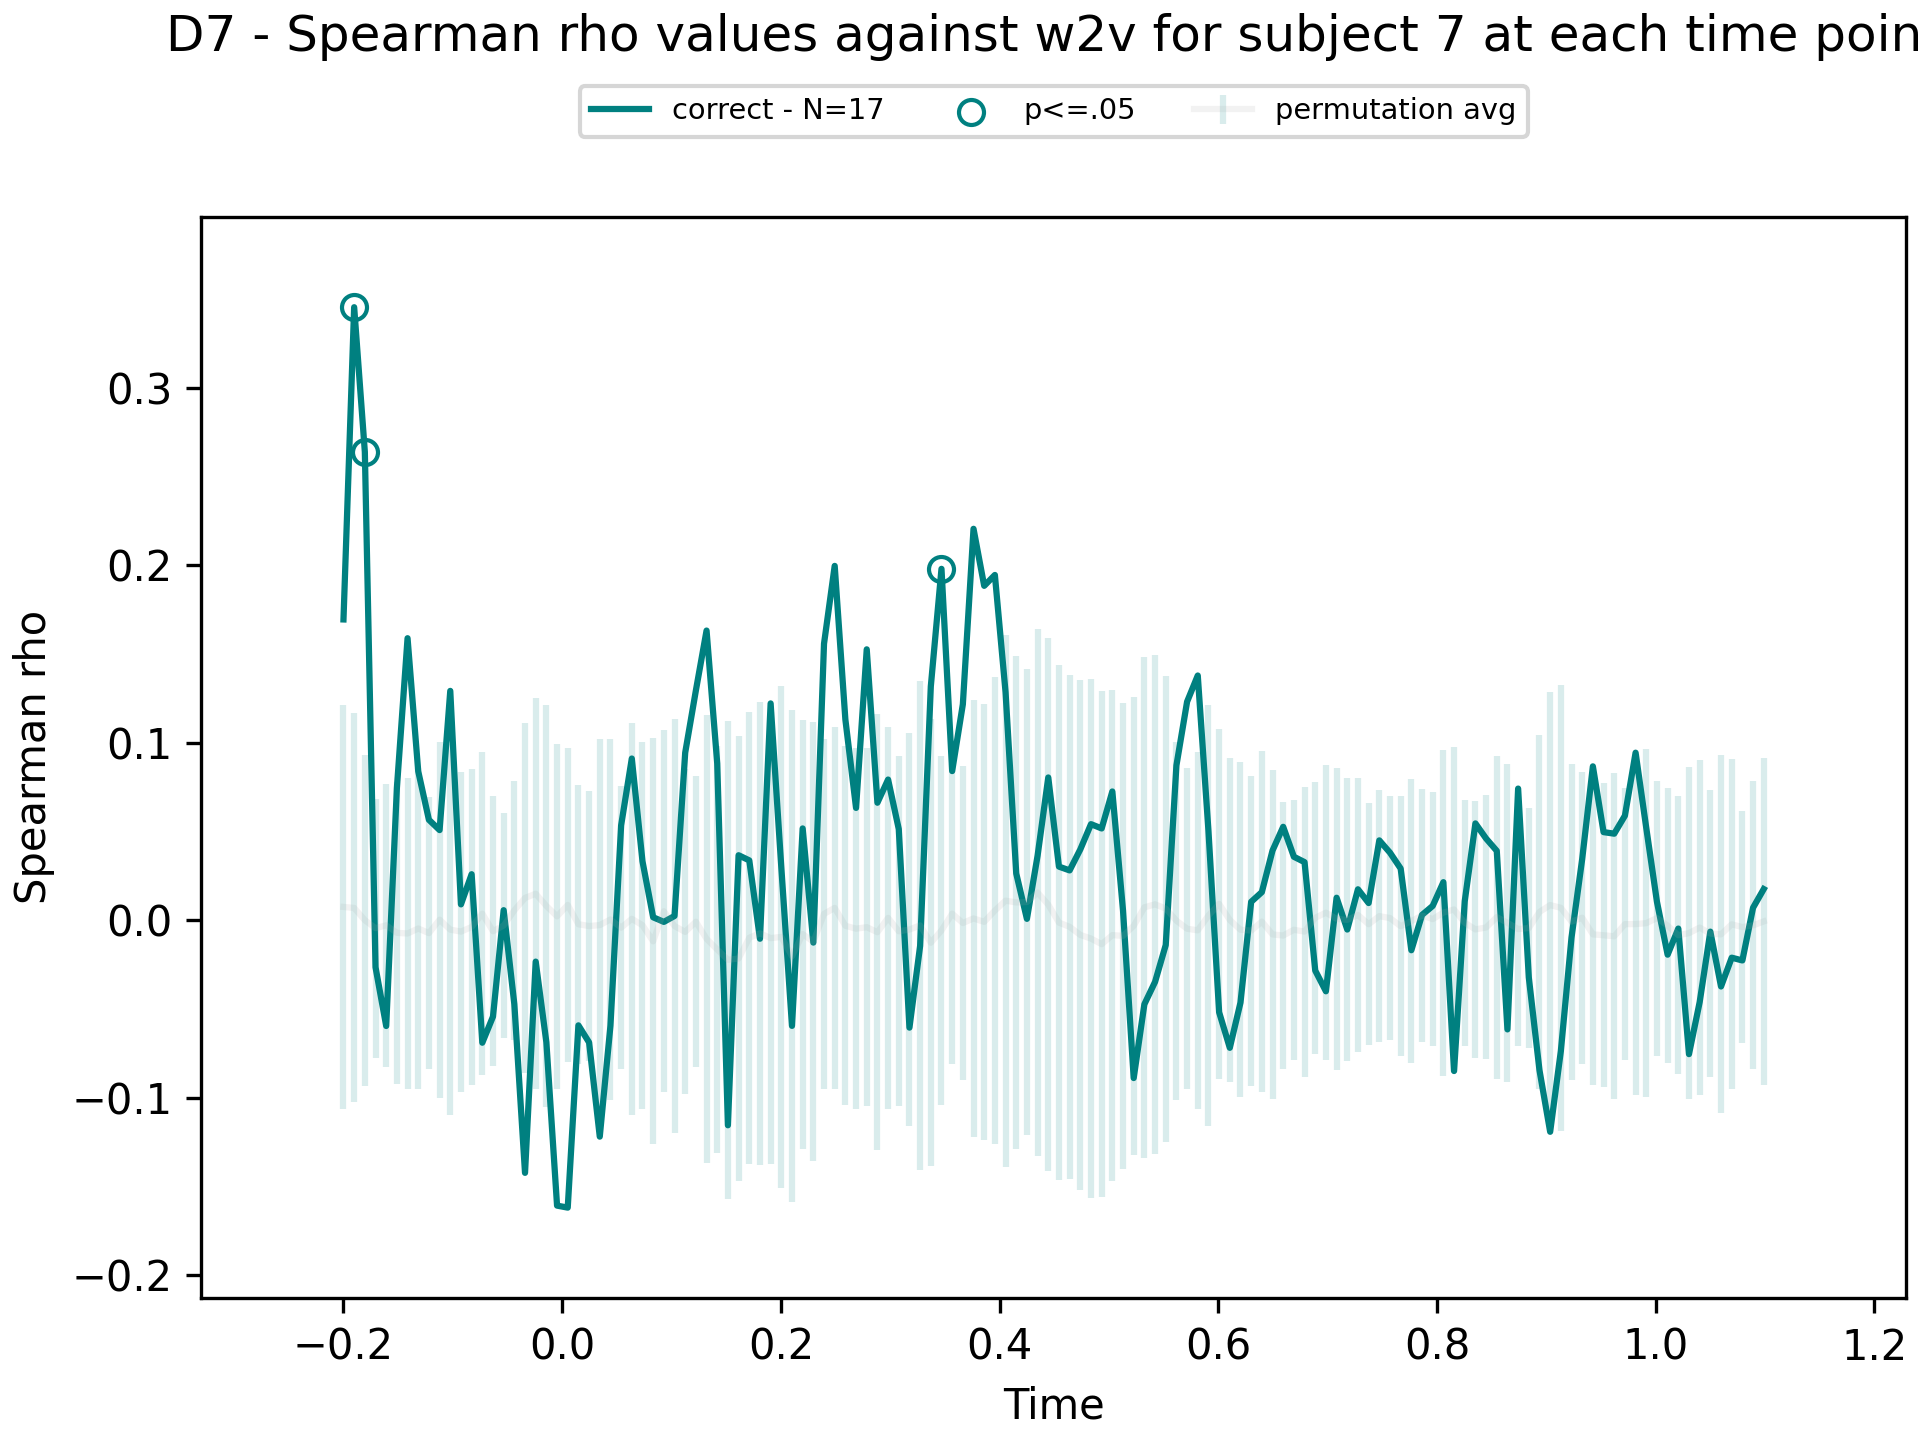 D7 - Spearman rho values against w2v for subject 7 at each time poin
correct - N=17 p<=.05 permutation avg
Spearman rho
0.3
0.2
0.1
0.0
−0.1
−0.2
−0.2 0.0 0.2 0.4 0.6 0.8 1.0 1.2
Time